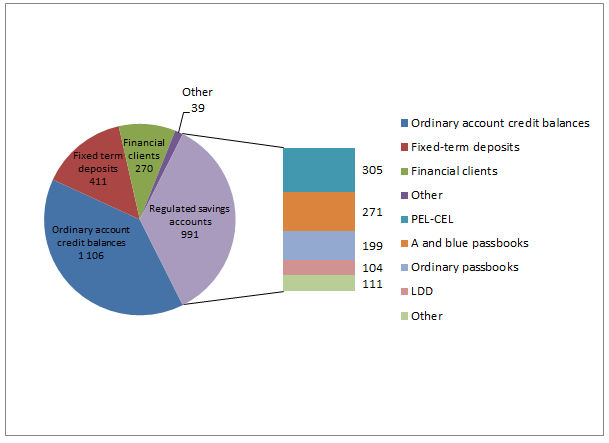 Other
39
Financial
clients
270
Fixed term
deposits
411
Regulated savings
accounts
991
Ordinary account
credit balances
1 106
305
271
199
104
111
Ordinary account credit balances
Fixed-term deposits
Financial clients
Other
PEL-CEL
A and blue passbooks
Ordinary passbooks
LDD
Other